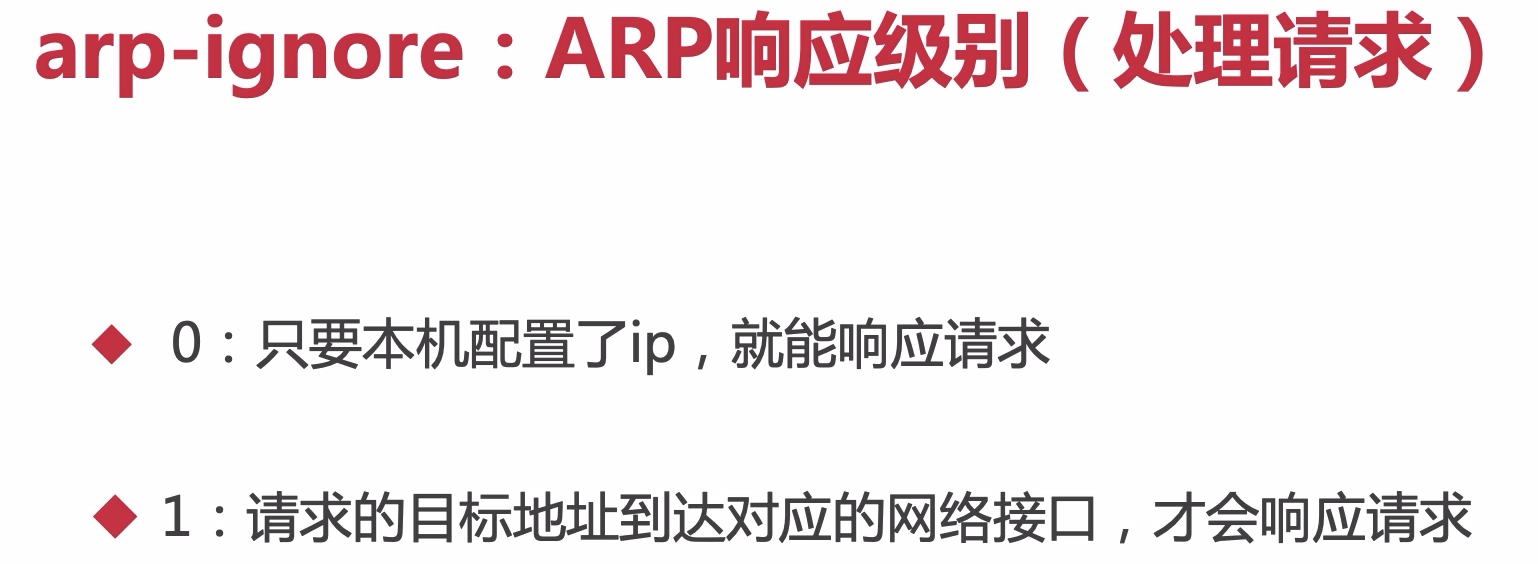 arp-ignore：ARP响应级别（处理请求）
◆ 0：只要本机配置了ip，就能响应请求
◆ 1：请求的目标地址到达对应的网络接口，才会响应请求